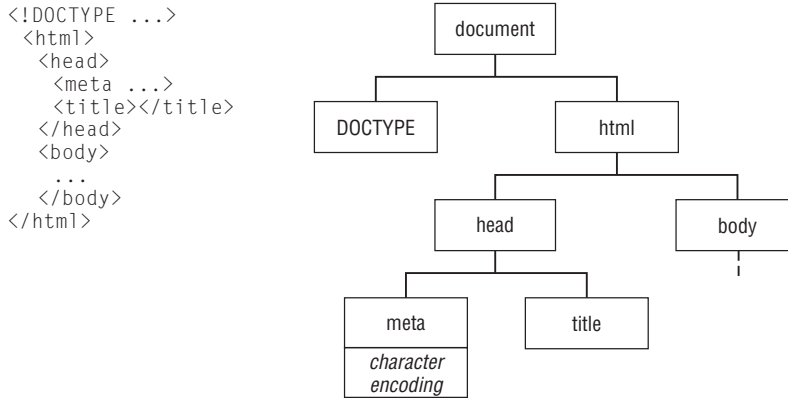 <!DOCTYPE ...>
<html>
<head>
<meta ...>
<title></title>
</head>
<body>
...
</body>
</html>
document
DOCTYPE
html
head
body
meta
title
character
encoding